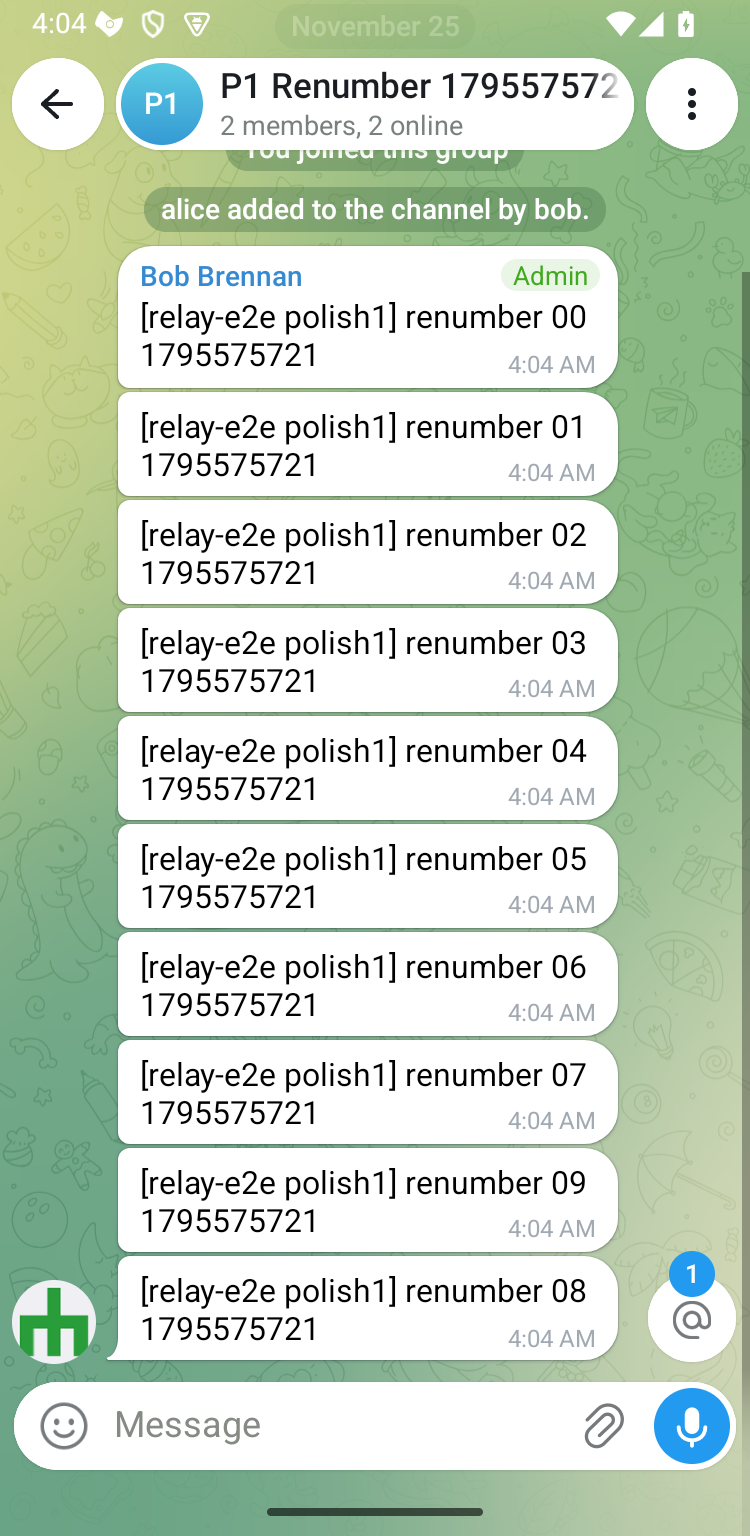 4:04
November 25
P1
P1 Renumber 179557572
2 members, 2 online
You joined this group
alice added to the channel by bob.
Bob Brennan
Admin
[relay-e2e polish1] renumber 00
1795575721
4:04 AM
[relay-e2e polish1] renumber 01
1795575721
4:04 AM
[relay-e2e polish1] renumber 02
1795575721
4:04 AM
[relay-e2e polish1] renumber 03
1795575721
4:04 AM
[relay-e2e polish1] renumber 04
1795575721
4:04 AM
[relay-e2e polish1] renumber 05
1795575721
4:04 AM
[relay-e2e polish1] renumber 06
1795575721
4:04 AM
[relay-e2e polish1] renumber 07
1795575721
4:04 AM
[relay-e2e polish1] renumber 09
1795575721
4:04 AM
[relay-e2e polish1] renumber 08
1795575721
4:04 AM
1
@
Message